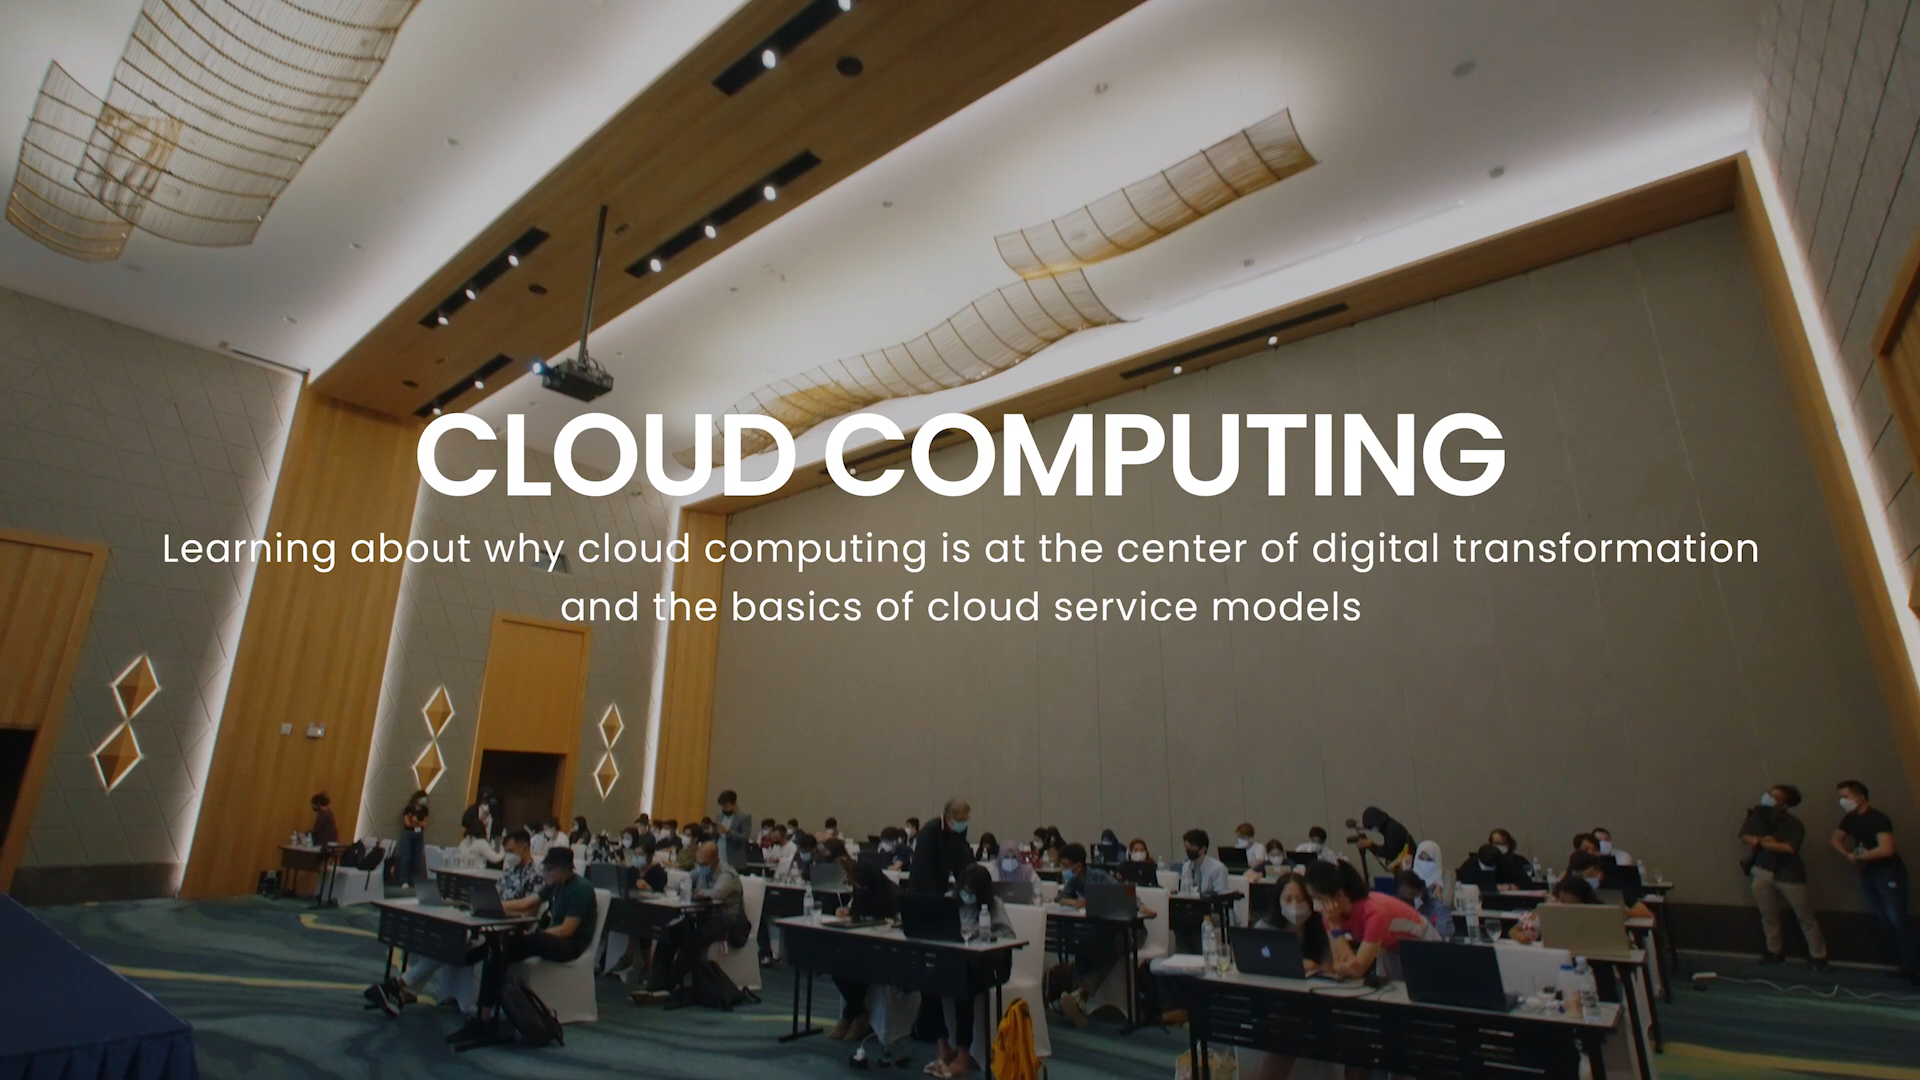 CLOUD COMPUTING
Learning about why cloud computing is at the center of digital transformation
and the basics of cloud service models